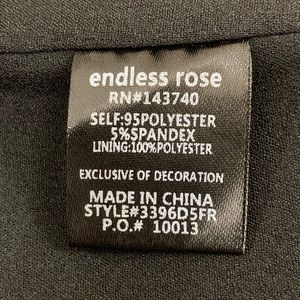 endless rose
RN#143740
SELF:95POLYESTER
5%SPANDEX
LINING:100%POLYESTER
EXCLUSIVE OF DECORATION
MADE IN CHINA
STYLE#3396D5FR
P.O.# 10013